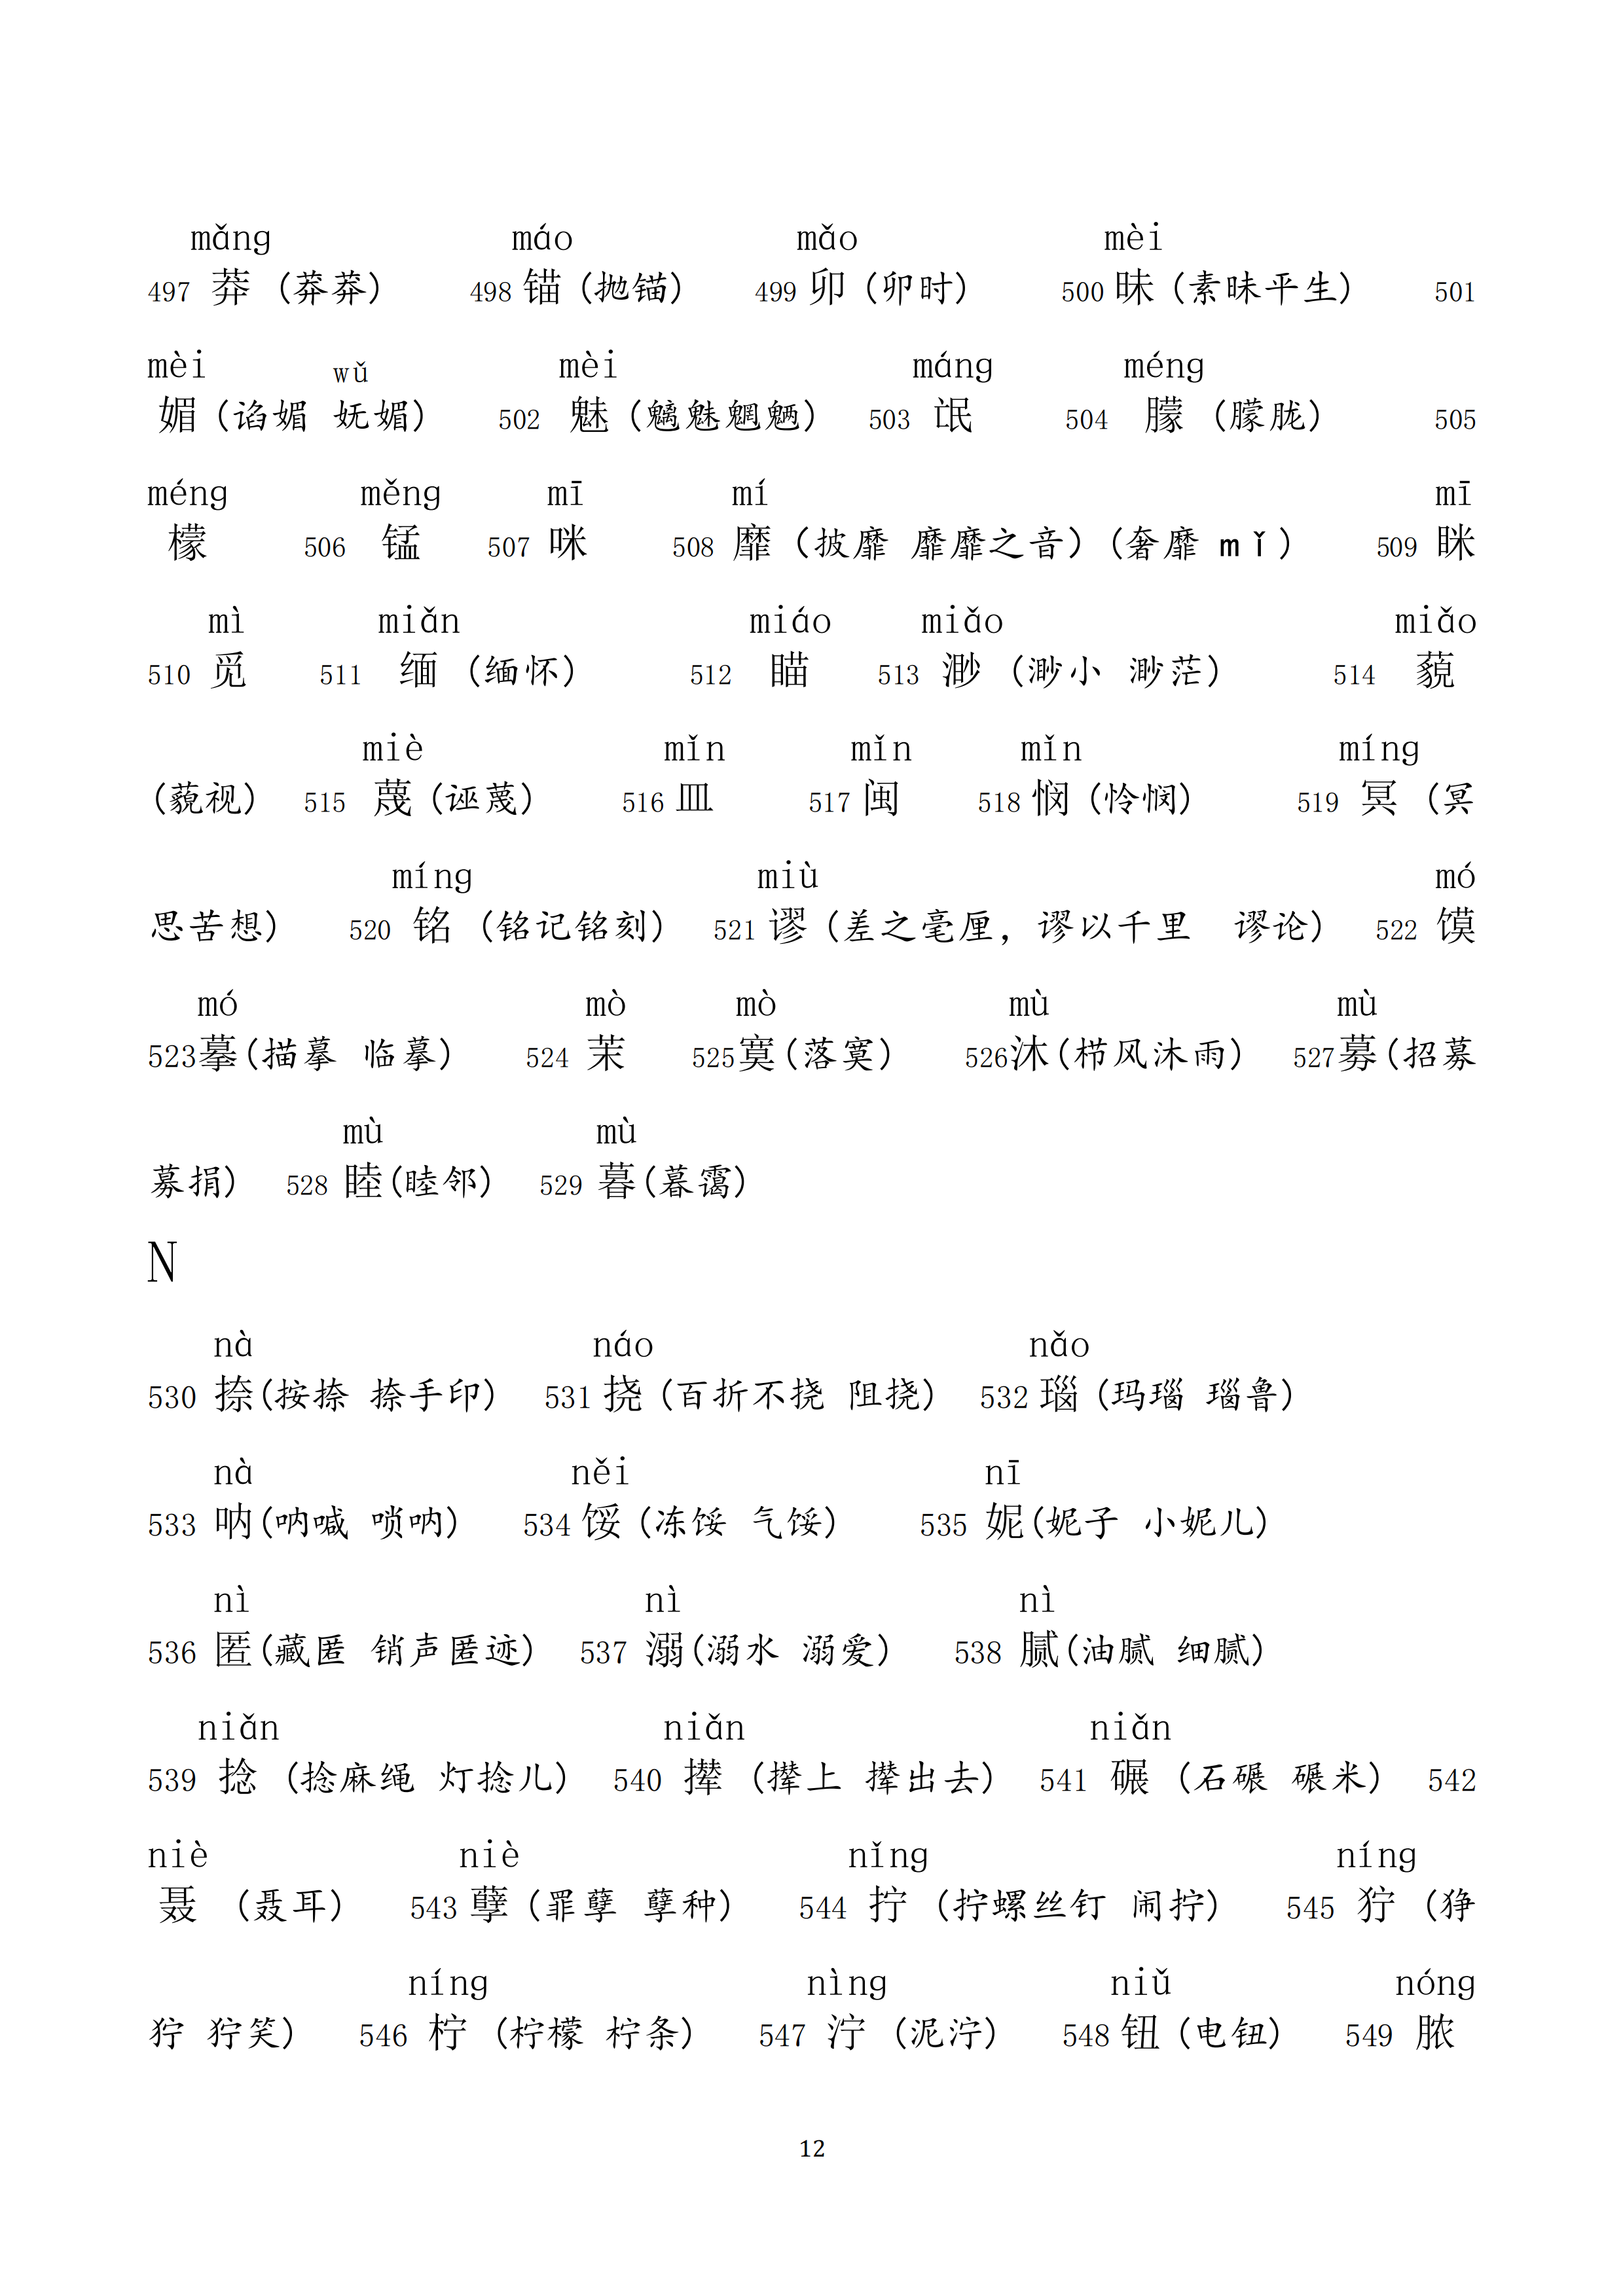 mǎng máo mǎo mèi
497 莽 (莽莽) 498 锚 (抛锚) 499 卯 (卯时) 500 昧 (素昧平生) 501
mèi wǔ mèi máng méng
媚 (谄媚 妩媚) 502 魅 (魑魅魍魉) 503 氓 504 朦 (朦胧) 505
méng měng mī mí mī
檬 506 锰 507 咪 508 靡 (披靡 靡靡之音) (奢靡 mǐ) 509 眯
mì miǎn miáo miǎo miǎo
510 觅 511 缅 (缅怀) 512 瞄 513 渺 (渺小 渺茫) 514 藐
miè mǐn mǐn mǐn míng
(藐视) 515 蔑 (诬蔑) 516 皿 517 闽 518 悯 (怜悯) 519 冥 (冥
míng miù mó
思苦想) 520 铭 (铭记铭刻) 521 谬 (差之毫厘, 谬以千里 谬论) 522 馍
mó mò mò mù mù
523摹(描摹 临摹) 524 茉 525寞(落寞) 526沐(栉风沐雨) 527募(招募
mù mù
募捐) 528 睦(睦邻) 529 暮(暮霭)
N
nà náo nǎo
530 捺(按捺 捺手印) 531 挠 (百折不挠 阻挠) 532 瑙 (玛瑙 瑙鲁)
nà něi nī
533 呐(呐喊 唢呐) 534 馁 (冻馁 气馁) 535 妮(妮子 小妮儿)
nì nì nì
536 匿(藏匿 销声匿迹) 537 溺(溺水 溺爱) 538 腻(油腻 细腻)
niǎn niǎn niǎn
539 捻 (捻麻绳 灯捻儿) 540 撵 (撵上 撵出去) 541 碾 (石碾 碾米) 542
niè niè nǐng níng
聂 (聂耳) 543 孽 (罪孽 孽种) 544 拧 (拧螺丝钉 闹拧) 545 狞 (狰
níng nìng niǔ nóng
狞 狞笑) 546 柠 (柠檬 柠条) 547 泞 (泥泞) 548 钮 (电钮) 549 脓
12